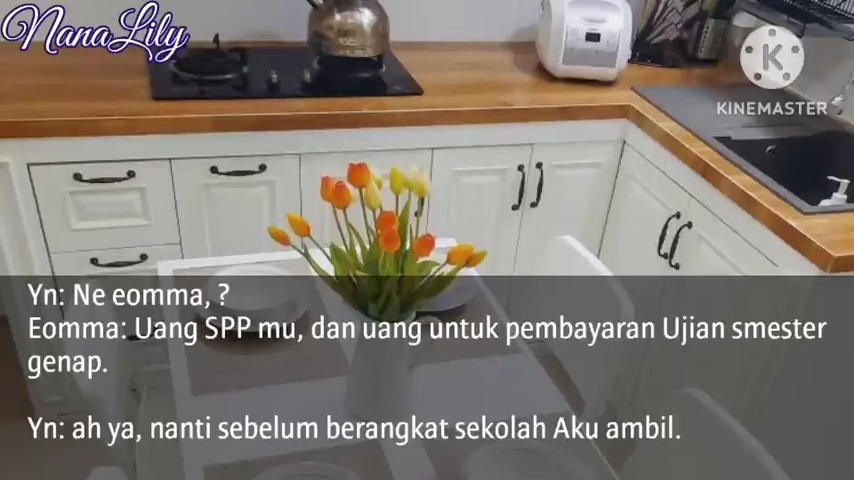 NanaLily
KINEMASTER
Yn: Ne eomma, ?
Eomma: Uang SPP mu, dan uang untuk pembayaran Ujian smester
genap.
Yn: ah ya, nanti sebelum berangkat sekolah Aku ambil.